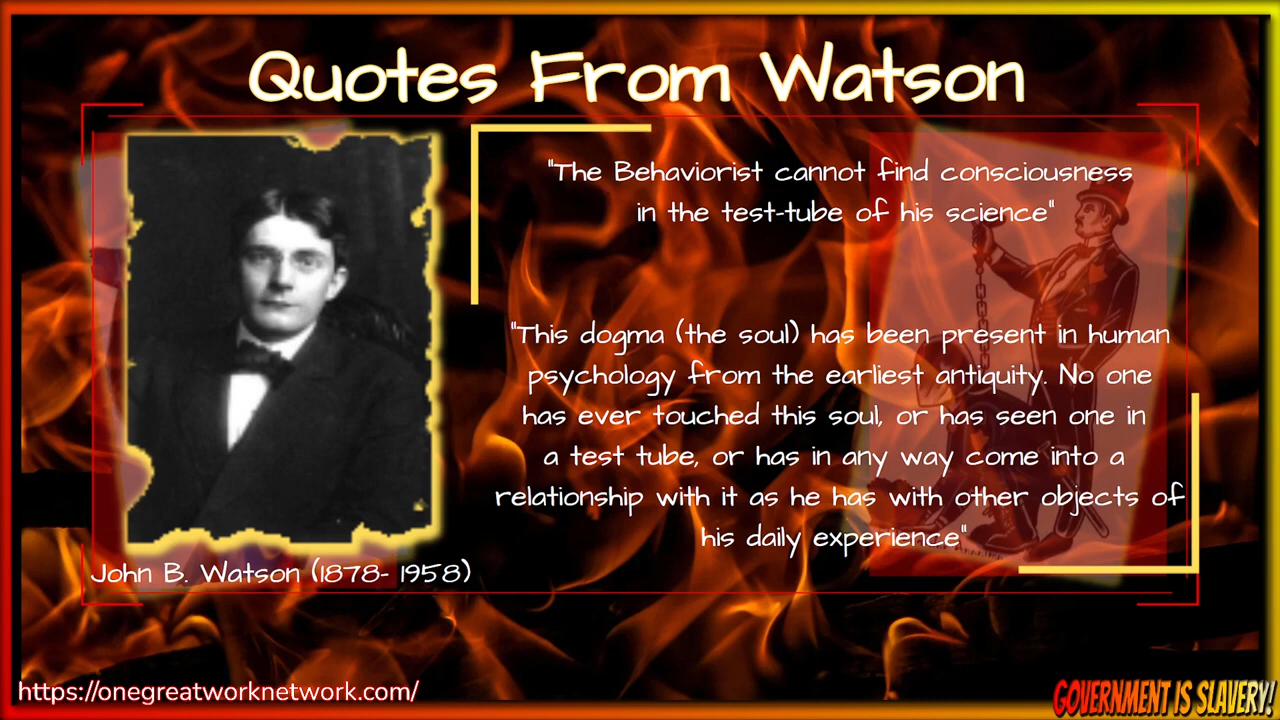 Quotes From Watson
"The Behaviorist cannot find consciousness
in the test-tube of his science"
"This dogma (the soul) has been present in human
psychology from the earliest antiquity. No one
has ever touched this soul, or has seen one in
a test tube, or has in any way come into a
relationship with it as he has with other objects of
his daily experience"
John B. Watson (1878- 1958)
https://onegreatworknetwork.com/
GOVERNMENT IS SLAVERY!